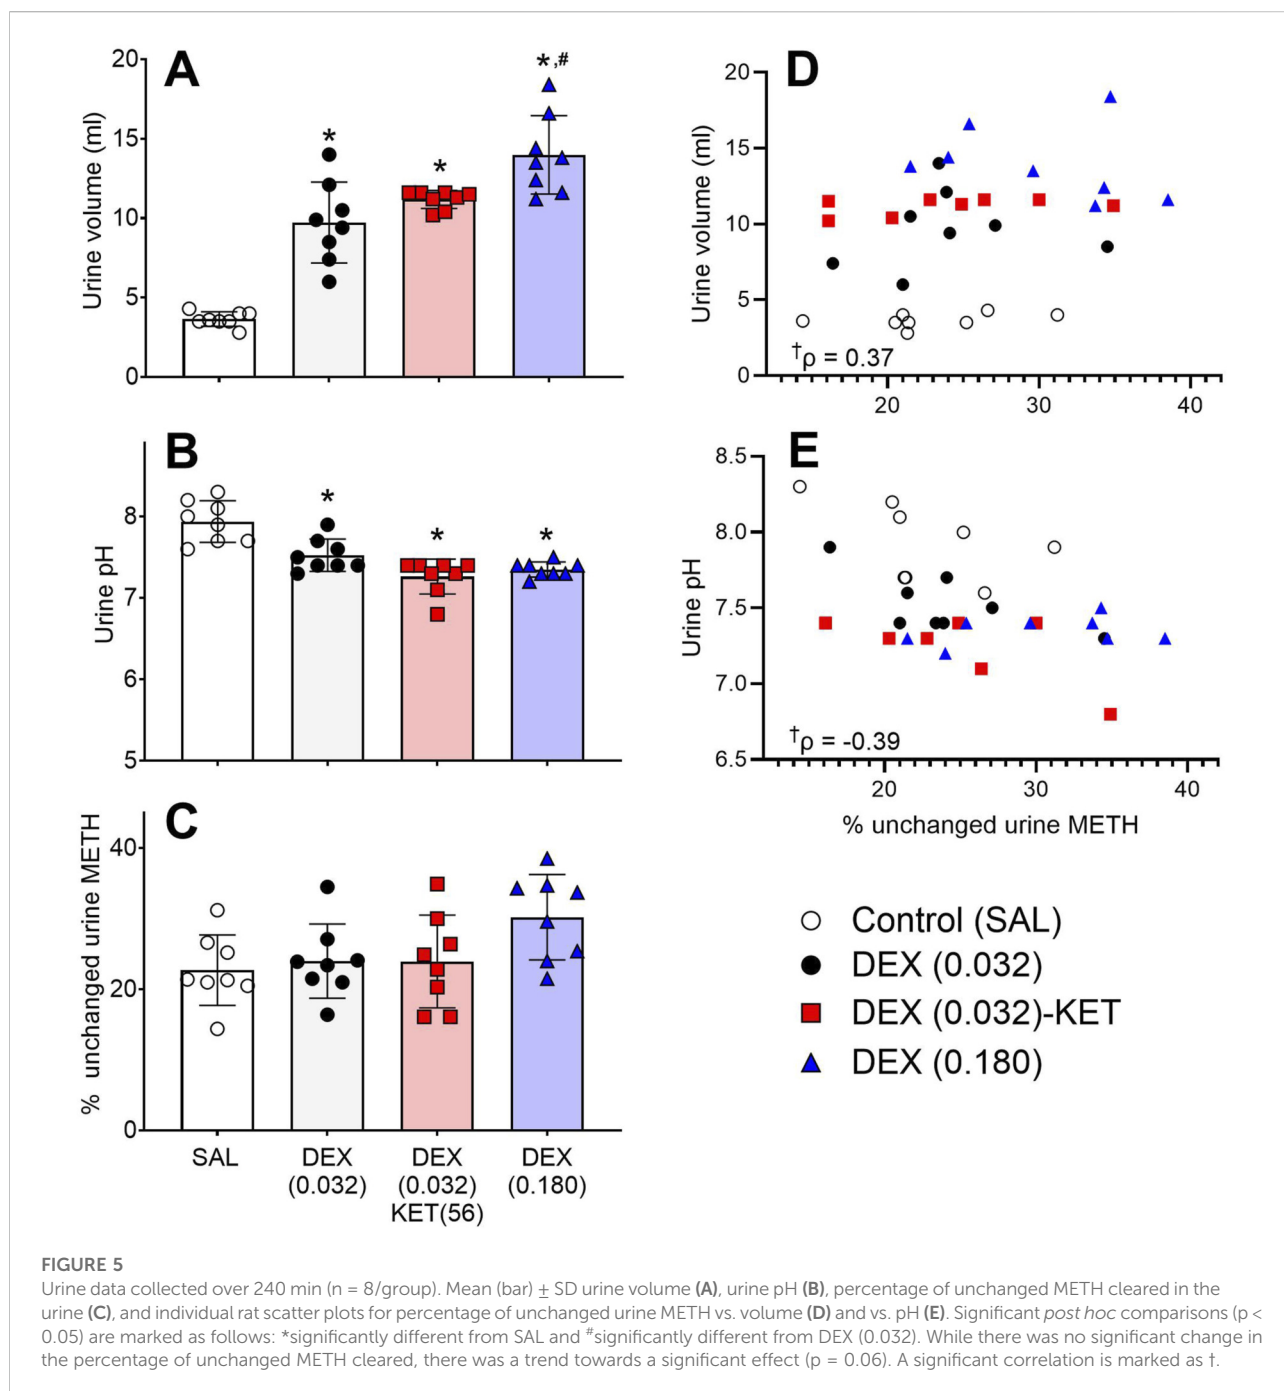 A
Urine volume (ml)
20
15
10
5
0
*
*
*,#
B
Urine pH
8
7
6
5
*
*
*
C
% unchanged urine METH
40
20
0
SAL
DEX
(0.032)
DEX
(0.032)
KET(56)
DEX
(0.180)
D
Urine volume (ml)
20
15
10
5
0
†ρ = 0.37
20
30
40
E
Urine pH
8.5
8.0
7.5
7.0
6.5
†ρ = -0.39
20
30
40
% unchanged urine METH
Control (SAL)
DEX (0.032)
DEX (0.032)-KET
DEX (0.180)
FIGURE 5
Urine data collected over 240 min (n = 8/group). Mean (bar) ± SD urine volume (A), urine pH (B), percentage of unchanged METH cleared in the
urine (C), and individual rat scatter plots for percentage of unchanged urine METH vs. volume (D) and vs. pH (E). Significant post hoc comparisons (p <
0.05) are marked as follows: *significantly different from SAL and #significantly different from DEX (0.032). While there was no significant change in
the percentage of unchanged METH cleared, there was a trend towards a significant effect (p = 0.06). A significant correlation is marked as †.